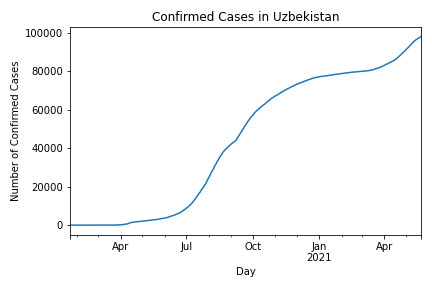 Confirmed Cases in Uzbekistan
Number of Confirmed Cases
100000
80000
60000
40000
20000
0
Apr
Jul
Oct
Jan
2021
Apr
Day